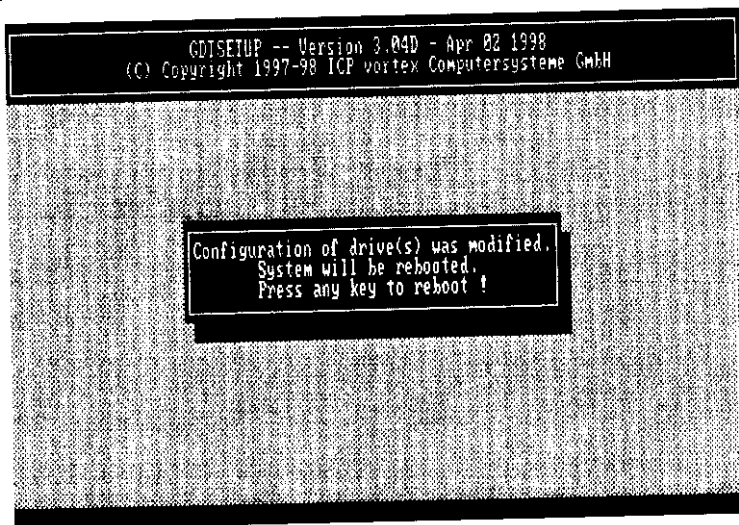 GDTSETUP -- Version 3.04D - Apr 02 1998
(C) Copyright 1997-98 ICP vortex Computersysteme GmbH
Configuration of drive(s) was modified.
System will be rebooted.
Press any key to reboot !